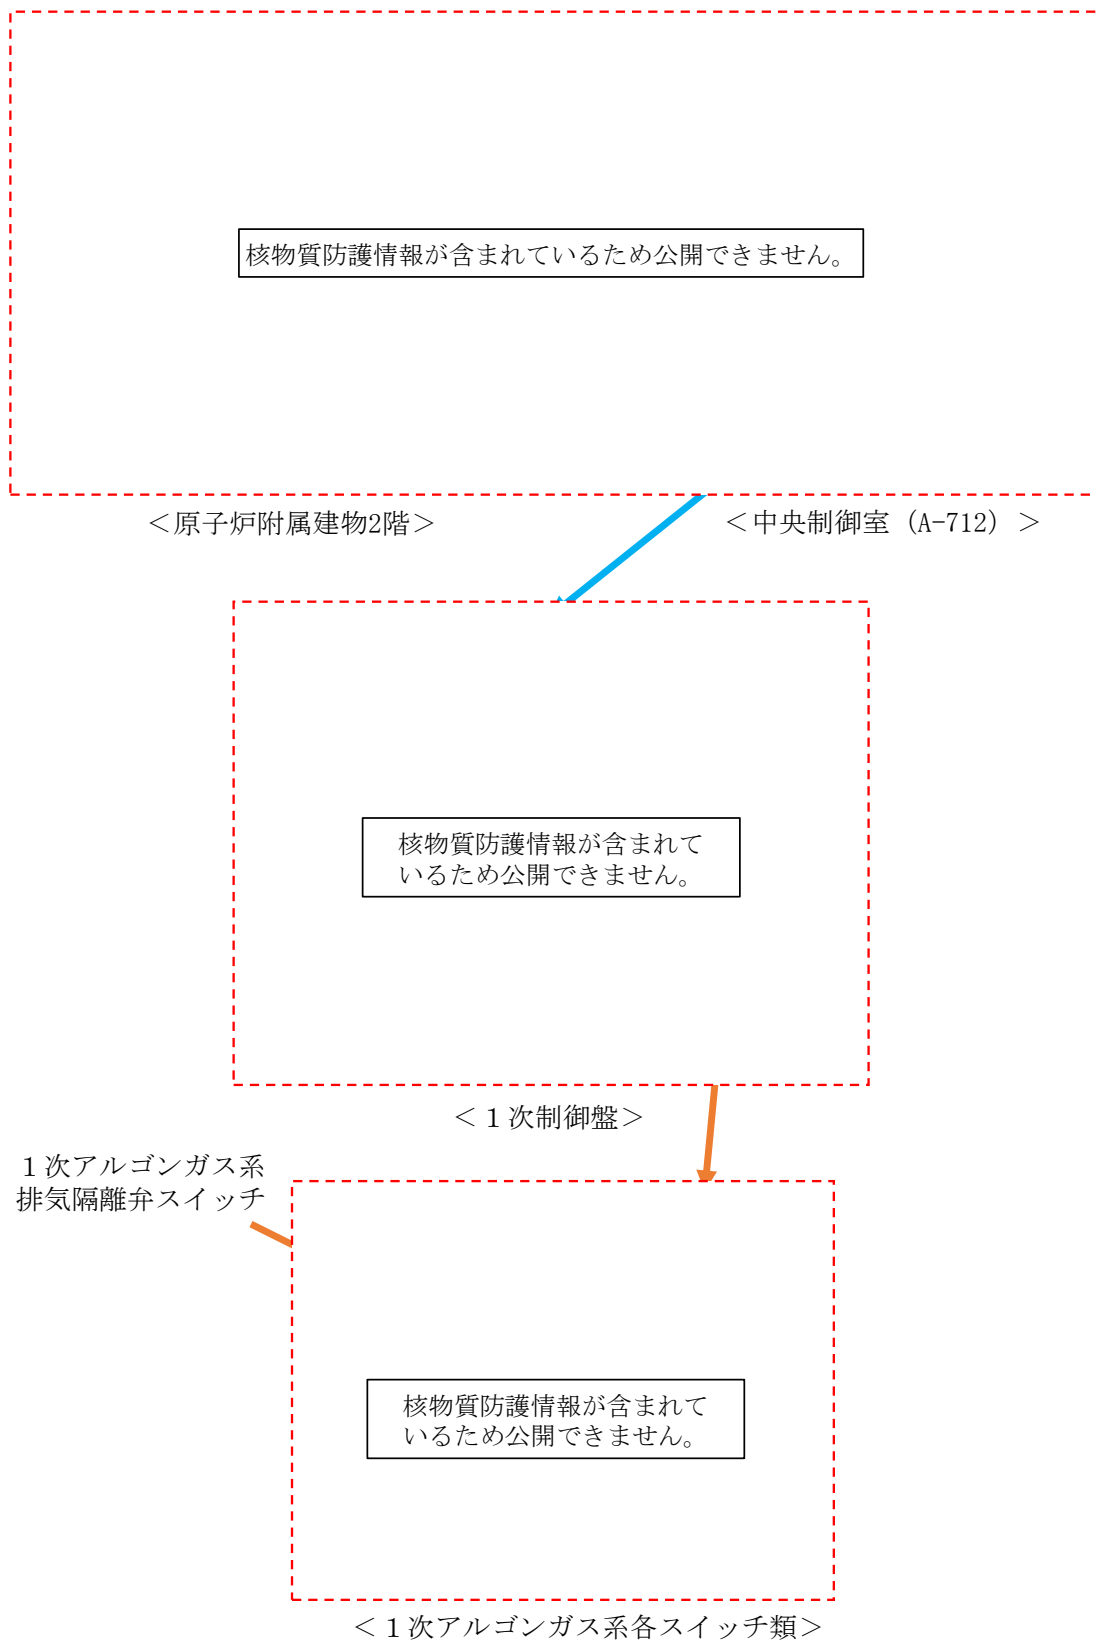 核物質防護情報が含まれているため公開できません。
＜原子炉附属建物2階＞
＜中央制御室（A-712）＞
核物質防護情報が含まれて
いるため公開できません。
＜１次制御盤＞
１次アルゴンガス系
排気隔離弁スイッチ
核物質防護情報が含まれて
いるため公開できません。
＜１次アルゴンガス系各スイッチ類＞